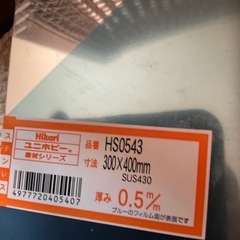 Hikari
ユニホビー®
素材シリーズ
品番 HS0543
寸法 300×400mm
SUS430
厚み 0.5m/m
ブルーのフィルム面が表面です。
4977720405407
ステンレス